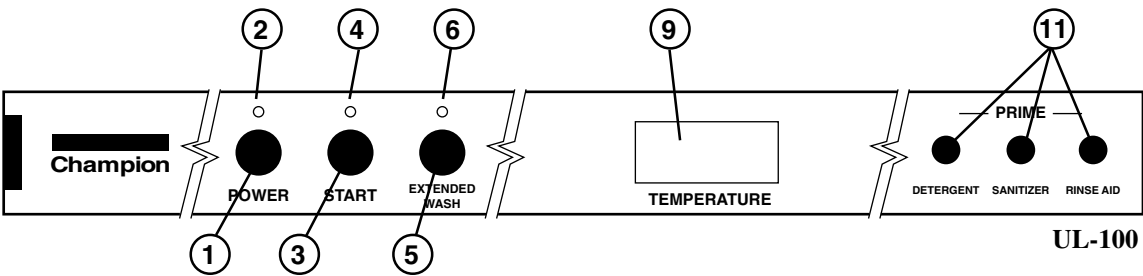 2 4 6 9 11
PRIME
Champion
POWER START EXTENDED WASH TEMPERATURE DETERGENT SANITIZER RINSE AID
UL-100
1 3 5